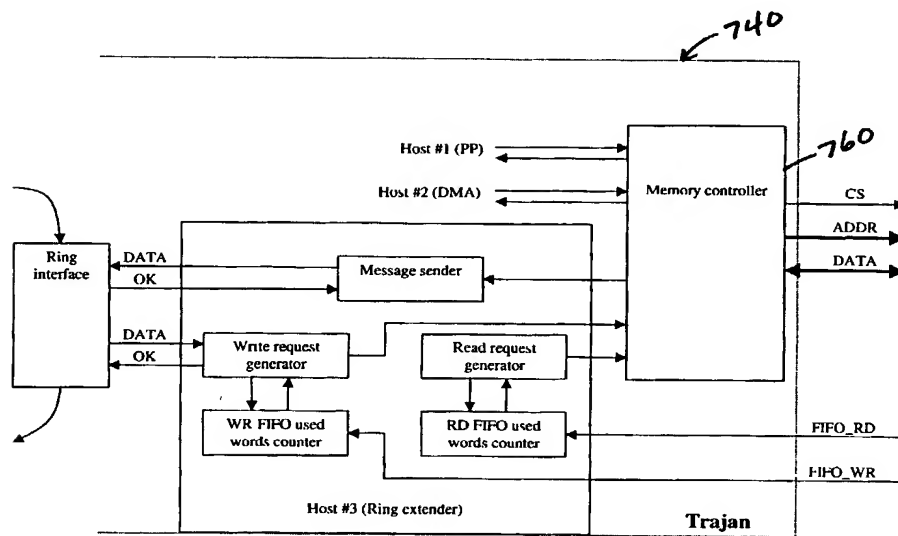 740
760
Host #1 (PP)
Host #2 (DMA)
Memory controller
CS
ADDR
DATA
Ring
interface
DATA
OK
Message sender
DATA
OK
Write request
generator
Read request
generator
WR FIFO used
words counter
RD FIFO used
words counter
FIFO_RD
FIFO_WR
Host #3 (Ring extender)
Trajan